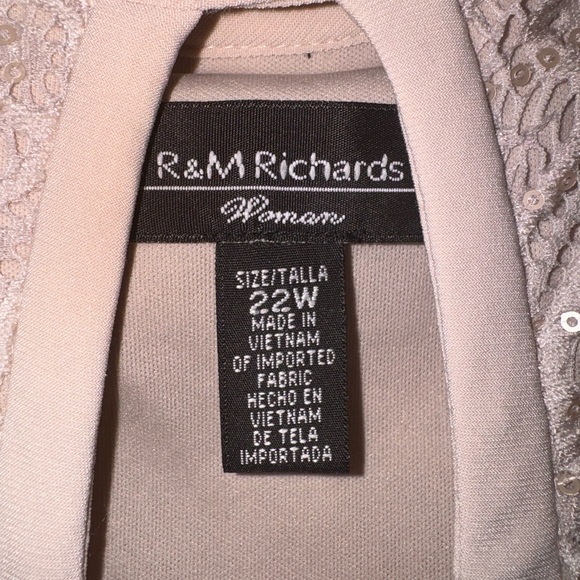 R&M Richards
Woman
SIZE/TALLA
22W
MADE IN
VIETNAM
OF IMPORTED
FABRIC
HECHO EN
VIETNAM
DE TELA
IMPORTADA